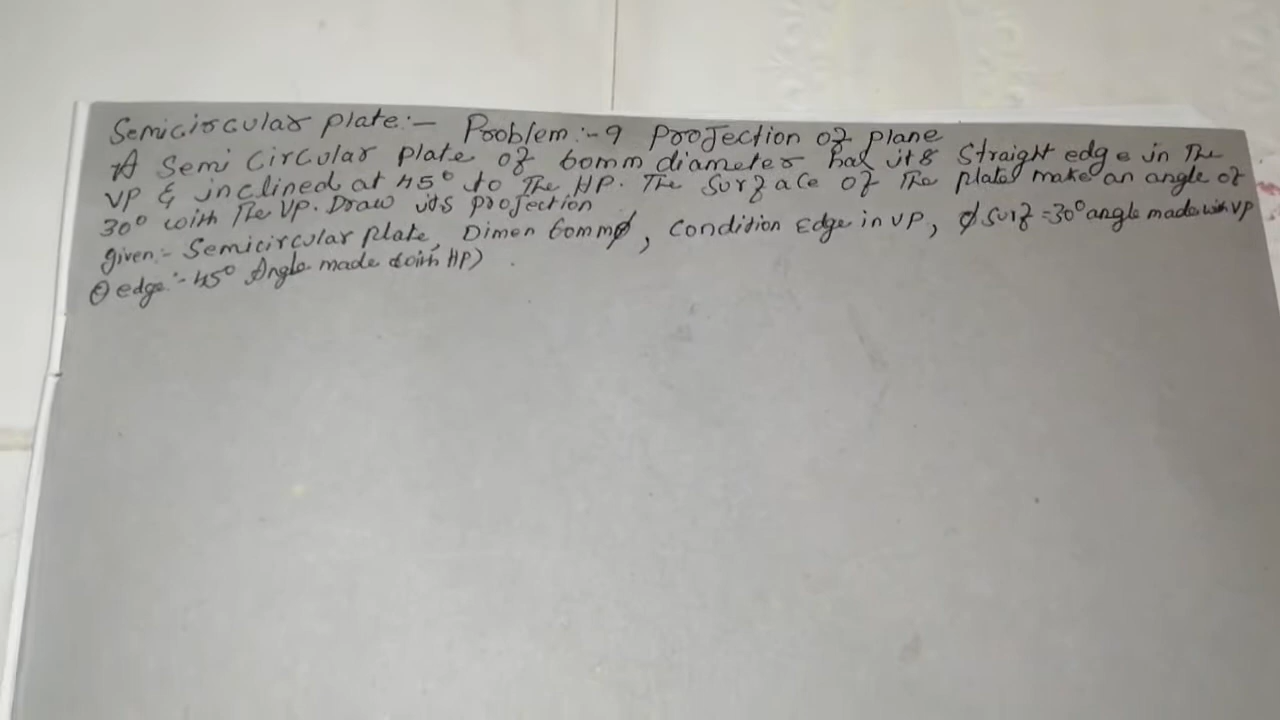 Semicircular plate:- Problem:-9 Projection of plane
A Semi Circular plate of 60mm diameter has it's Straight edge in The
VP & inclined at 45° to The HP. The Surface of The plate make an angle of
30° with The VP. Draw its projection
given:- Semicircular plate, Dimen 60mmφ, Condition Edge in VP, φ surf = 30° angle made with VP
θ edge:- 45° Angle made with HP)